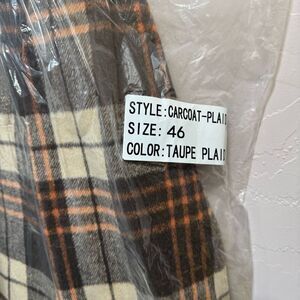 STYLE:CARCOAT-PLAID
SIZE: 46
COLOR:TAUPE PLAID